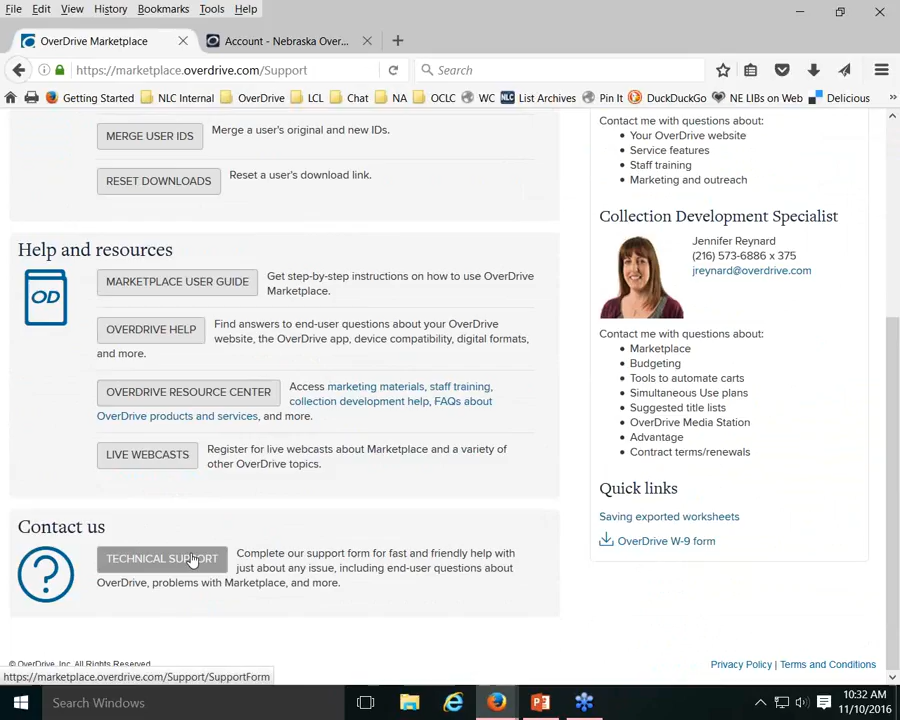 File Edit View History Bookmarks Tools Help
OverDrive Marketplace
Account - Nebraska Over...
https://marketplace.overdrive.com/Support
Search
Getting Started NLC Internal OverDrive LCL Chat NA OCLC WC NLC List Archives Pin It DuckDuckGo NE LIBs on Web Delicious
MERGE USER IDS Merge a user's original and new IDs.
RESET DOWNLOADS Reset a user's download link.
Help and resources
OD
MARKETPLACE USER GUIDE Get step-by-step instructions on how to use OverDrive
Marketplace.
OVERDRIVE HELP Find answers to end-user questions about your OverDrive
website, the OverDrive app, device compatibility, digital formats,
and more.
OVERDRIVE RESOURCE CENTER Access marketing materials, staff training,
collection development help, FAQs about
OverDrive products and services, and more.
LIVE WEBCASTS Register for live webcasts about Marketplace and a variety of
other OverDrive topics.
Contact us
?
TECHNICAL SUPPORT Complete our support form for fast and friendly help with
just about any issue, including end-user questions about
OverDrive, problems with Marketplace, and more.
Contact me with questions about:
• Your OverDrive website
• Service features
• Staff training
• Marketing and outreach
Collection Development Specialist
Jennifer Reynard
(216) 573-6886 x 375
jreynard@overdrive.com
Contact me with questions about:
• Marketplace
• Budgeting
• Tools to automate carts
• Simultaneous Use plans
• Suggested title lists
• OverDrive Media Station
• Advantage
• Contract terms/renewals
Quick links
Saving exported worksheets
OverDrive W-9 form
© OverDrive, Inc. All Rights Reserved.
Privacy Policy | Terms and Conditions
https://marketplace.overdrive.com/Support/SupportForm
Search Windows
10:32 AM
11/10/2016